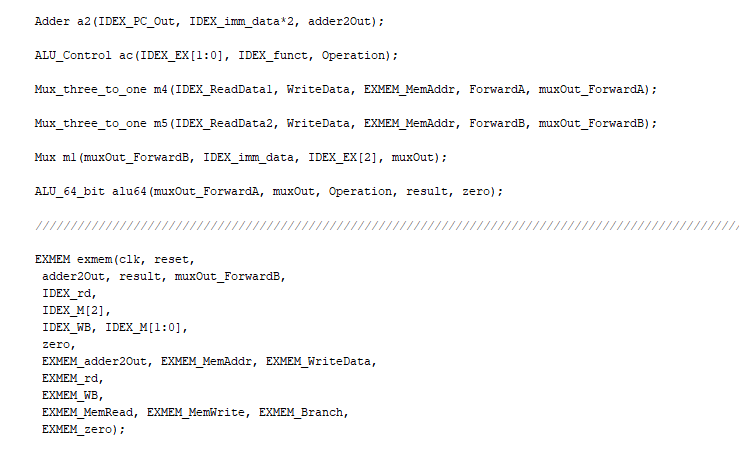 Adder a2(IDEX_PC_Out, IDEX_imm_data*2, adder2Out);
ALU_Control ac(IDEX_EX[1:0], IDEX_funct, Operation);
Mux_three_to_one m4(IDEX_ReadData1, WriteData, EXMEM_MemAddr, ForwardA, muxOut_ForwardA);
Mux_three_to_one m5(IDEX_ReadData2, WriteData, EXMEM_MemAddr, ForwardB, muxOut_ForwardB);
Mux m1(muxOut_ForwardB, IDEX_imm_data, IDEX_EX[2], muxOut);
ALU_64_bit alu64(muxOut_ForwardA, muxOut, Operation, result, zero);
/////////////////////////////////////////////////////////////////////////////////////////////////////
EXMEM exmem(clk, reset,
adder2Out, result, muxOut_ForwardB,
IDEX_rd,
IDEX_M[2],
IDEX_WB, IDEX_M[1:0],
zero,
EXMEM_adder2Out, EXMEM_MemAddr, EXMEM_WriteData,
EXMEM_rd,
EXMEM_WB,
EXMEM_MemRead, EXMEM_MemWrite, EXMEM_Branch,
EXMEM_zero);